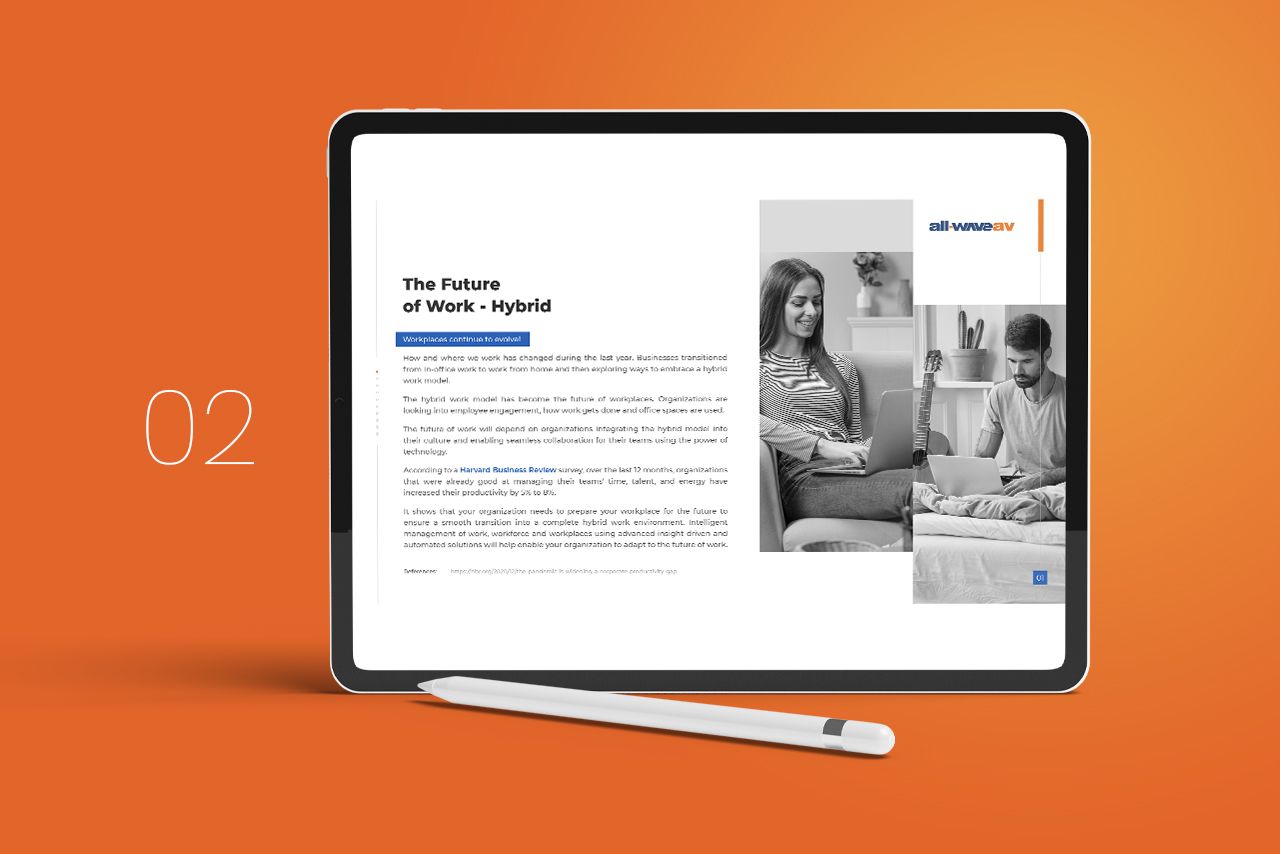 02
all-waveav
The Future
of Work - Hybrid
Workplaces continue to evolve!
How and where we work has changed during the last year. Businesses transitioned
from in-office work to work from home and then exploring ways to embrace a hybrid
work model.
The hybrid work model has become the future of workplaces. Organizations are
looking into employee engagement, how work gets done and office spaces are used.
The future of work will depend on organizations integrating the hybrid model into
their culture and enabling seamless collaboration for their teams using the power of
technology.
According to a Harvard Business Review survey, over the last 12 months, organizations
that were already good at managing their teams' time, talent, and energy have
increased their productivity by 5% to 8%.
It shows that your organization needs to prepare your workplace for the future to
ensure a smooth transition into a complete hybrid work environment. Intelligent
management of work, workforce and workplaces using advanced insight driven and
automated solutions will help enable your organization to adapt to the future of work.
References: https://hbr.org/2020/12/the-pandemic-is-widening-a-corporate-productivity-gap
01